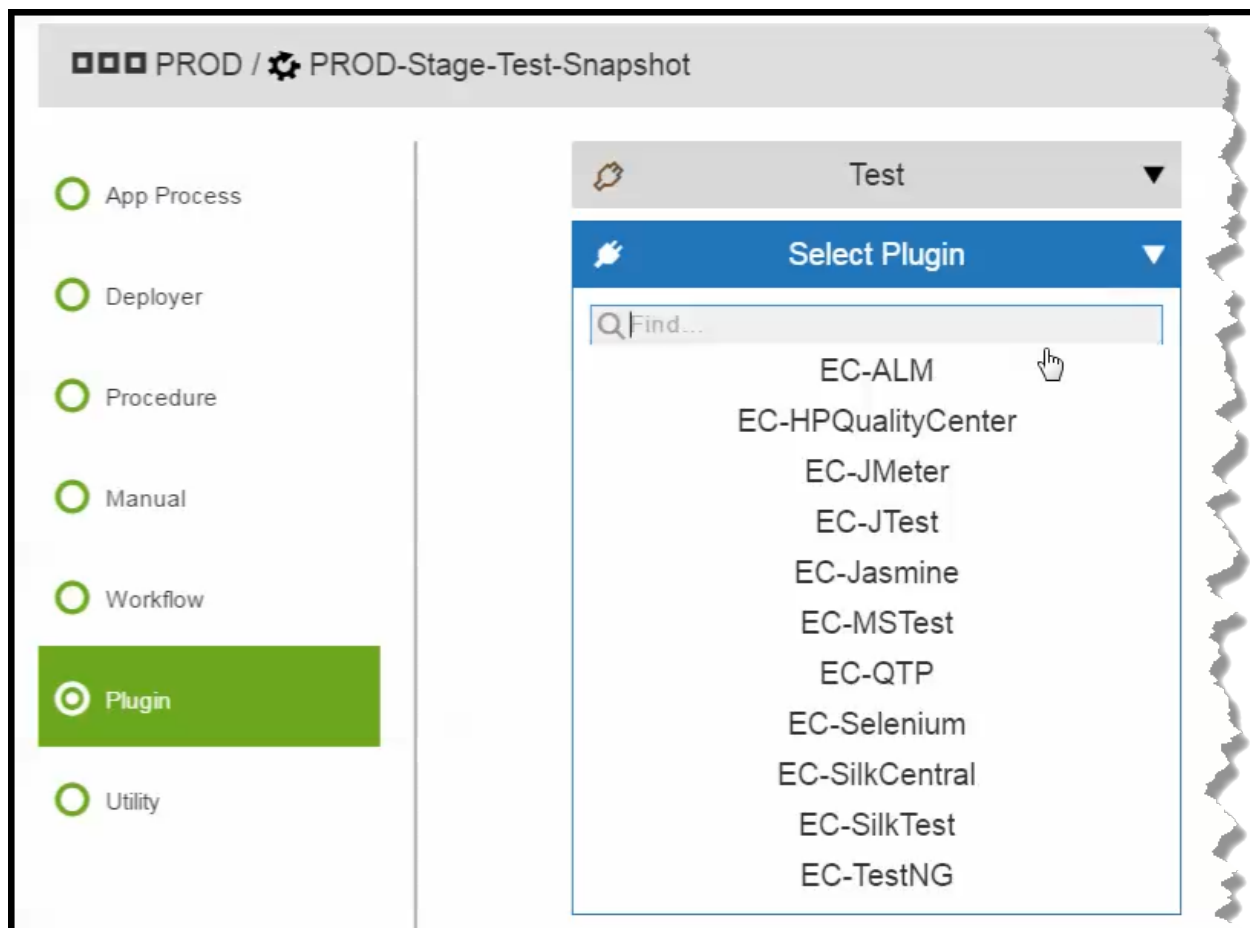 PROD / PROD-Stage-Test-Snapshot
App Process
Deployer
Procedure
Manual
Workflow
Plugin
Utility
Test
Select Plugin
Find...
EC-ALM
EC-HPQualityCenter
EC-JMeter
EC-JTest
EC-Jasmine
EC-MSTest
EC-QTP
EC-Selenium
EC-SilkCentral
EC-SilkTest
EC-TestNG